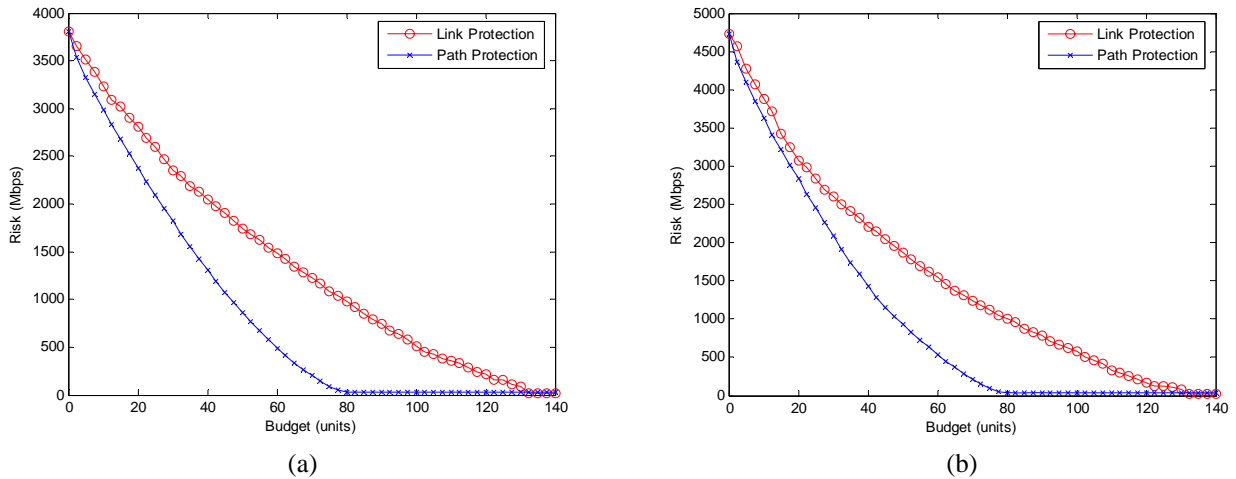 4000
3500
3000
2500
2000
1500
1000
500
0
Risk (Mbps)
0 20 40 60 80 100 120 140
Budget (units)
Link Protection
Path Protection
(a)
5000
4500
4000
3500
3000
2500
2000
1500
1000
500
0
Risk (Mbps)
0 20 40 60 80 100 120 140
Budget (units)
Link Protection
Path Protection
(b)